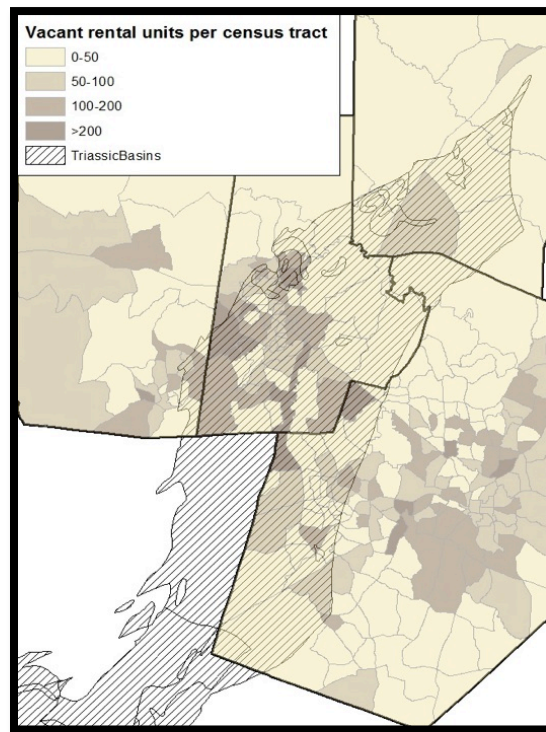 Vacant rental units per census tract
0-50
50-100
100-200
>200
TriassicBasins